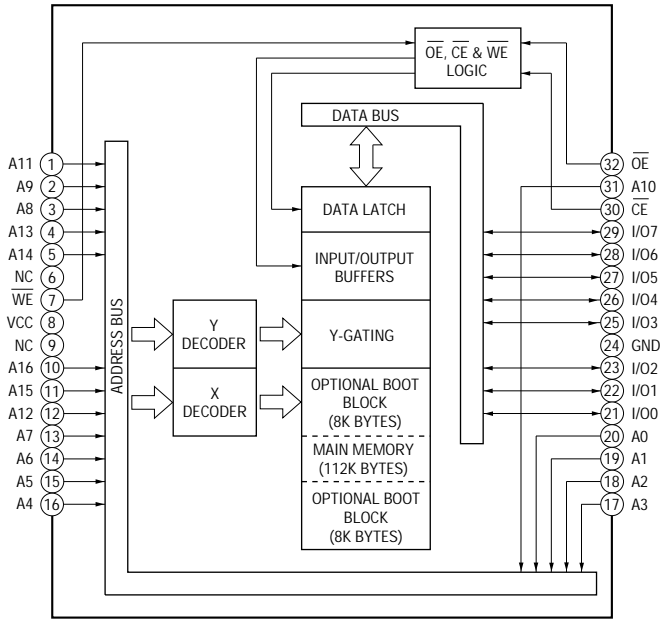 OE, CE & WE
LOGIC
DATA BUS
A11 1
A9 2
A8 3
A13 4
A14 5
NC 6
WE 7
VCC 8
NC 9
A16 10
A15 11
A12 12
A7 13
A6 14
A5 15
A4 16
ADDRESS BUS
Y
DECODER
X
DECODER
DATA LATCH
INPUT/OUTPUT
BUFFERS
Y-GATING
OPTIONAL BOOT
BLOCK
(8K BYTES)
MAIN MEMORY
(112K BYTES)
OPTIONAL BOOT
BLOCK
(8K BYTES)
32 OE
31 A10
30 CE
29 I/O7
28 I/O6
27 I/O5
26 I/O4
25 I/O3
24 GND
23 I/O2
22 I/O1
21 I/O0
20 A0
19 A1
18 A2
17 A3